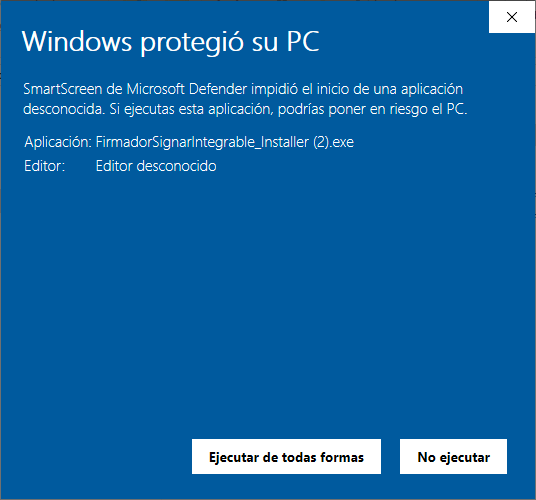 Windows protegió su PC
SmartScreen de Microsoft Defender impidió el inicio de una aplicación
desconocida. Si ejecutas esta aplicación, podrías poner en riesgo el PC.
Aplicación: FirmadorSignarIntegrable_Installer (2).exe
Editor: Editor desconocido
Ejecutar de todas formas No ejecutar